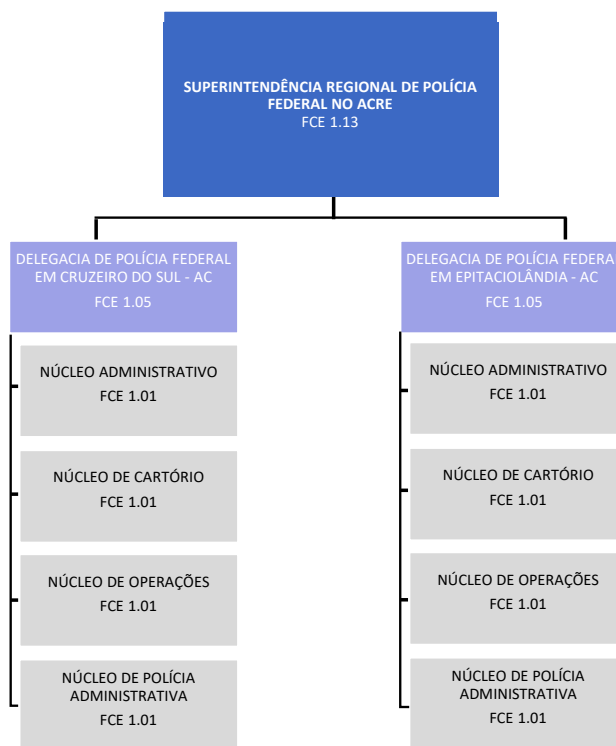 SUPERINTENDÊNCIA REGIONAL DE POLÍCIA
FEDERAL NO ACRE
FCE 1.13
DELEGACIA DE POLÍCIA FEDERAL
EM CRUZEIRO DO SUL - AC
FCE 1.05
NÚCLEO ADMINISTRATIVO
FCE 1.01
NÚCLEO DE CARTÓRIO
FCE 1.01
NÚCLEO DE OPERAÇÕES
FCE 1.01
NÚCLEO DE POLÍCIA
ADMINISTRATIVA
FCE 1.01
DELEGACIA DE POLÍCIA FEDERAL
EM EPITACIOLÂNDIA - AC
FCE 1.05
NÚCLEO ADMINISTRATIVO
FCE 1.01
NÚCLEO DE CARTÓRIO
FCE 1.01
NÚCLEO DE OPERAÇÕES
FCE 1.01
NÚCLEO DE POLÍCIA
ADMINISTRATIVA
FCE 1.01